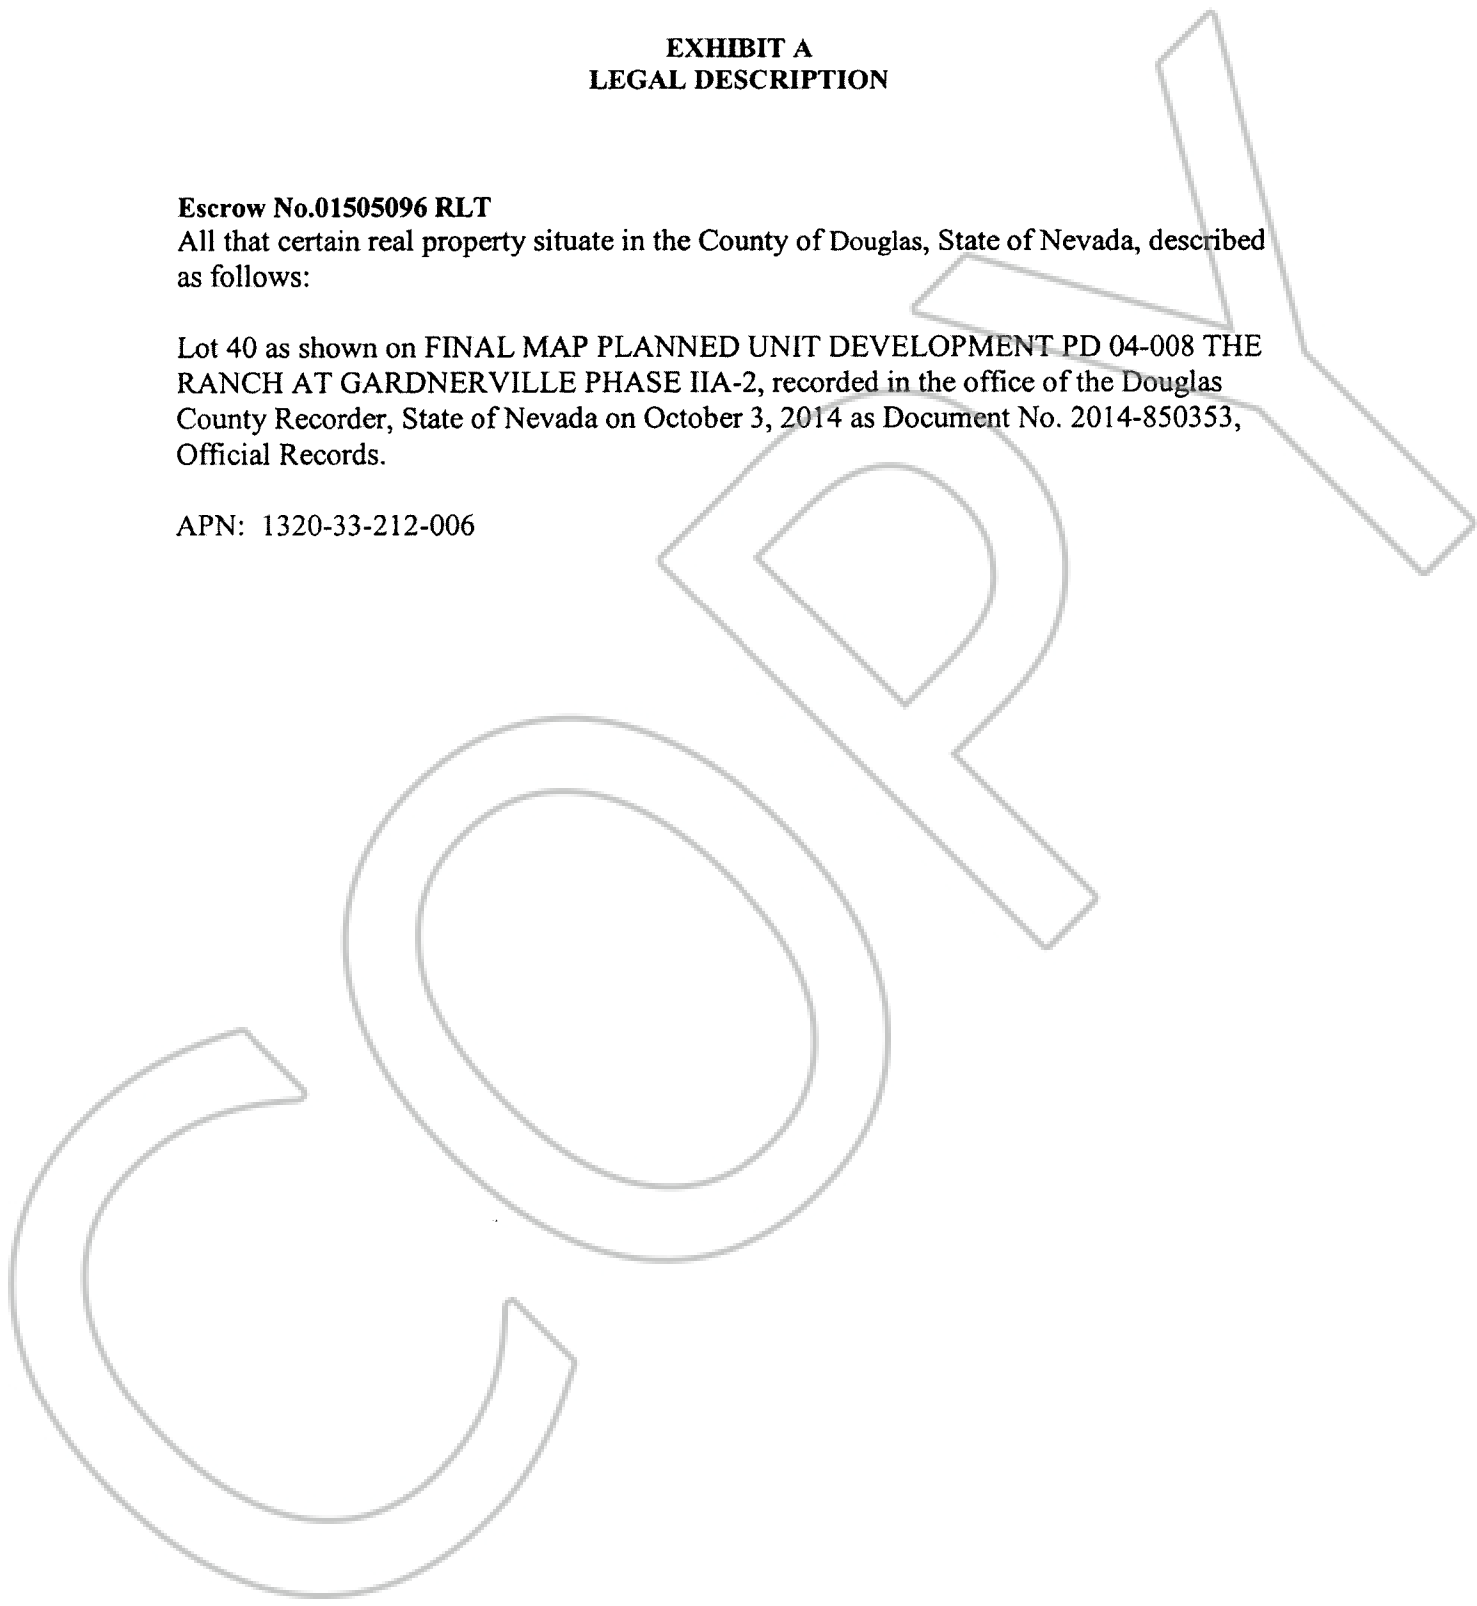 EXHIBIT A
LEGAL DESCRIPTION
Escrow No.01505096 RLT
All that certain real property situate in the County of Douglas, State of Nevada, described
as follows:
Lot 40 as shown on FINAL MAP PLANNED UNIT DEVELOPMENT PD 04-008 THE
RANCH AT GARDNERVILLE PHASE IIA-2, recorded in the office of the Douglas
County Recorder, State of Nevada on October 3, 2014 as Document No. 2014-850353,
Official Records.
APN: 1320-33-212-006
COPY